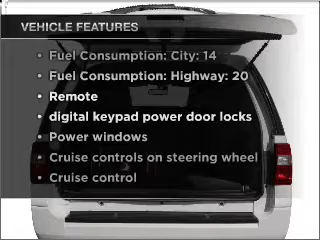 VEHICLE FEATURES
• Fuel Consumption: City: 14
• Fuel Consumption: Highway: 20
• Remote
• digital keypad power door locks
• Power windows
• Cruise controls on steering wheel
• Cruise control